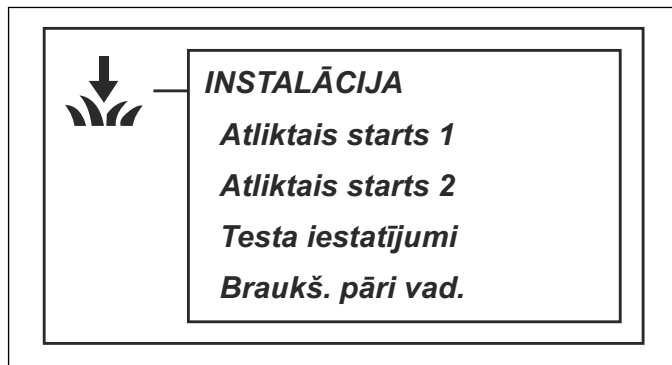 INSTALĀCIJA
Atliktais starts 1
Atliktais starts 2
Testa iestatījumi
Braukš. pāri vad.